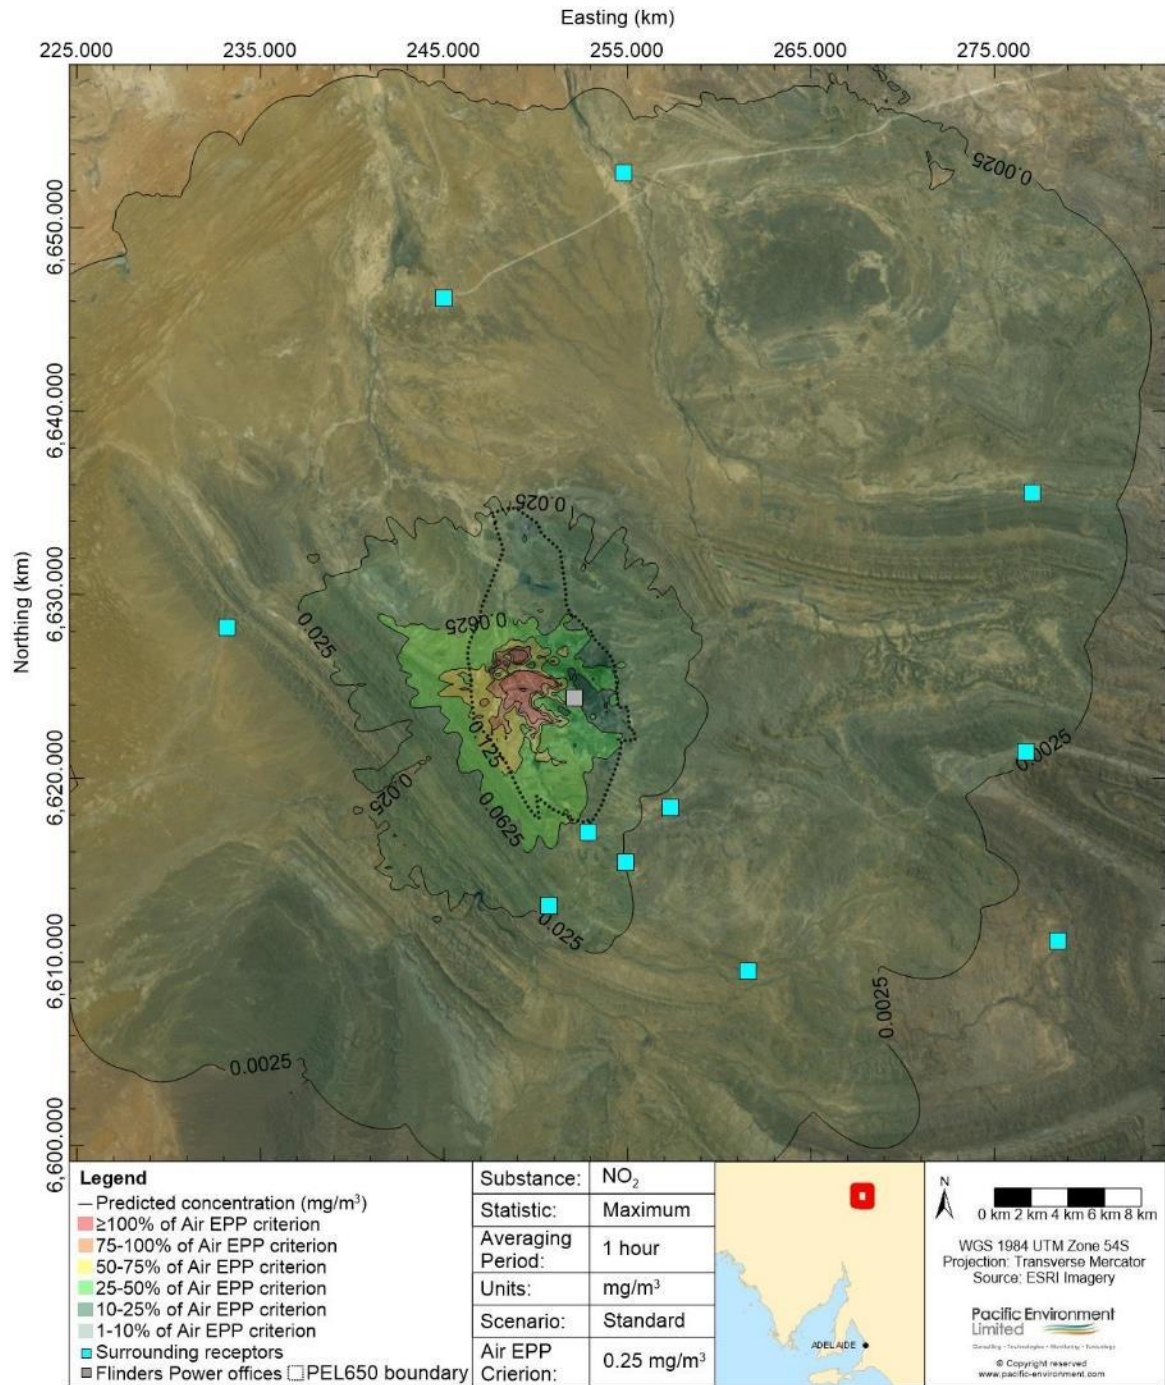 Easting (km)
225.000 235.000 245.000 255.000 265.000 275.000
Northing (km)
6,650.000
6,640.000
6,630.000
6,620.000
6,610.000
6,600.000
0.0025
0.025
0.0625
0.025
0.125
0.025
0.0625
0.0025
0.025
0.0025
0.0025
Legend
Predicted concentration (mg/m³)
≥100% of Air EPP criterion
75-100% of Air EPP criterion
50-75% of Air EPP criterion
25-50% of Air EPP criterion
10-25% of Air EPP criterion
1-10% of Air EPP criterion
Surrounding receptors
Flinders Power offices PEL650 boundary
Substance: NO₂
Statistic: Maximum
Averaging
Period: 1 hour
Units: mg/m³
Scenario: Standard
Air EPP
Crierion: 0.25 mg/m³
ADELAIDE
N
0 km 2 km 4 km 6 km 8 km
WGS 1984 UTM Zone 54S
Projection: Transverse Mercator
Source: ESRI Imagery
Pacific Environment
Limited
Consulting • Technologies • Monitoring • Toxicology
© Copyright reserved
www.pacific-environment.com